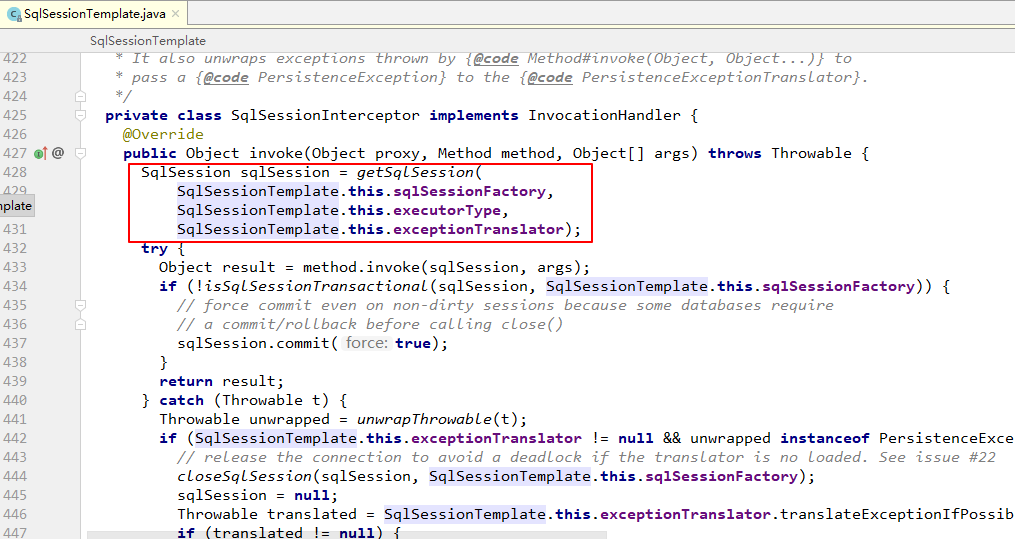 SqlSessionTemplate.java
SqlSessionTemplate
422 * It also unwraps exceptions thrown by {@code Method#invoke(Object, Object...)} to
423 * pass a {@code PersistenceException} to the {@code PersistenceExceptionTranslator}.
424 */
425 private class SqlSessionInterceptor implements InvocationHandler {
426 @Override
427 @ public Object invoke(Object proxy, Method method, Object[] args) throws Throwable {
428 SqlSession sqlSession = getSqlSession(
429 SqlSessionTemplate.this.sqlSessionFactory,
mplate SqlSessionTemplate.this.executorType,
431 SqlSessionTemplate.this.exceptionTranslator);
432 try {
433 Object result = method.invoke(sqlSession, args);
434 if (!isSqlSessionTransactional(sqlSession, SqlSessionTemplate.this.sqlSessionFactory)) {
435 // force commit even on non-dirty sessions because some databases require
436 // a commit/rollback before calling close()
437 sqlSession.commit( force: true);
438 }
439 return result;
440 } catch (Throwable t) {
441 Throwable unwrapped = unwrapThrowable(t);
442 if (SqlSessionTemplate.this.exceptionTranslator != null && unwrapped instanceof PersistenceExce
443 // release the connection to avoid a deadlock if the translator is no loaded. See issue #22
444 closeSqlSession(sqlSession, SqlSessionTemplate.this.sqlSessionFactory);
445 sqlSession = null;
446 Throwable translated = SqlSessionTemplate.this.exceptionTranslator.translateExceptionIfPossib
447 if (translated != null) {